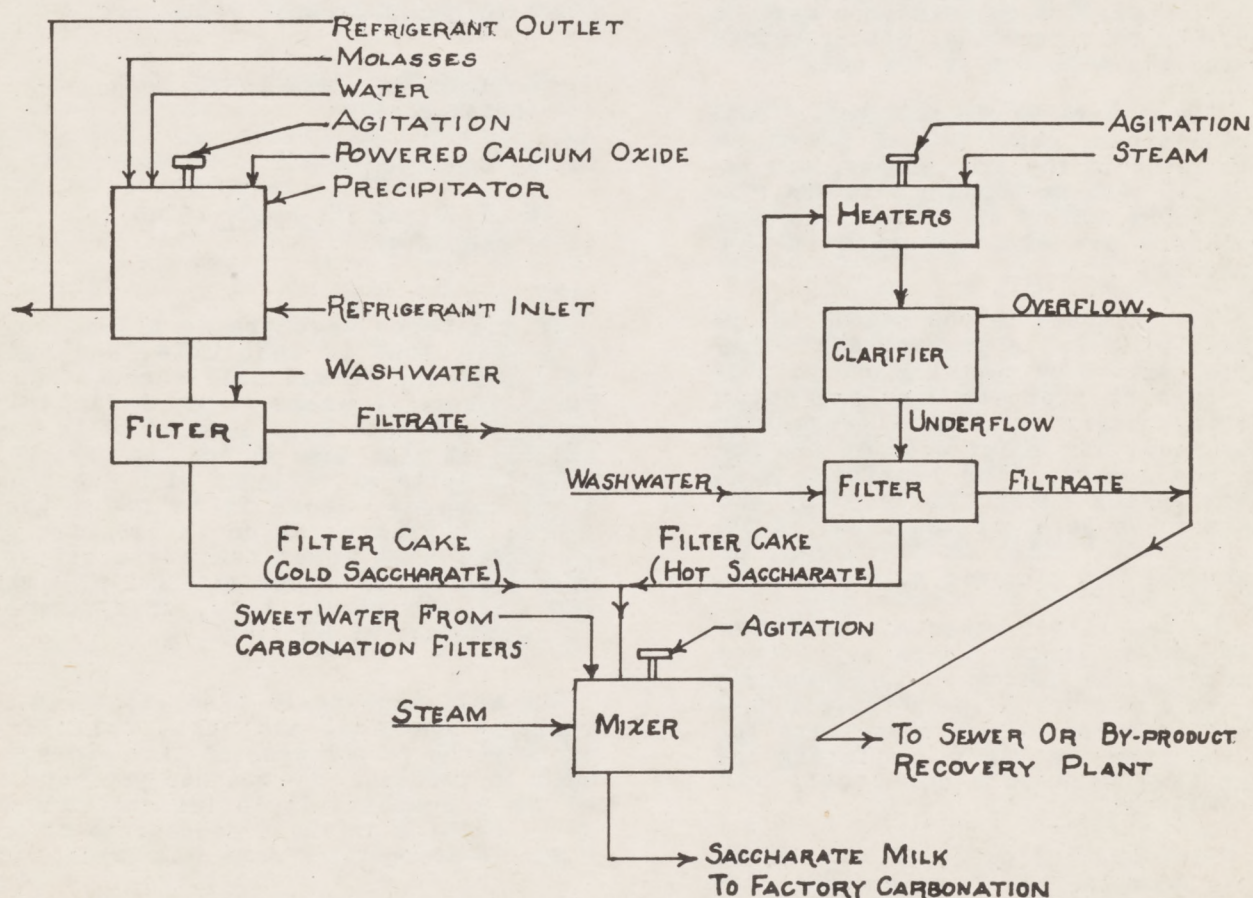 REFRIGERANT OUTLET
MOLASSES
WATER
AGITATION
POWERED CALCIUM OXIDE
PRECIPITATOR
REFRIGERANT INLET
WASHWATER
FILTER
FILTRATE
AGITATION
STEAM
HEATERS
OVERFLOW
CLARIFIER
UNDERFLOW
WASHWATER
FILTER
FILTRATE
FILTER CAKE
(COLD SACCHARATE)
FILTER CAKE
(HOT SACCHARATE)
SWEET WATER FROM
CARBONATION FILTERS
AGITATION
STEAM
MIXER
TO SEWER OR BY-PRODUCT
RECOVERY PLANT
SACCHARATE MILK
TO FACTORY CARBONATION